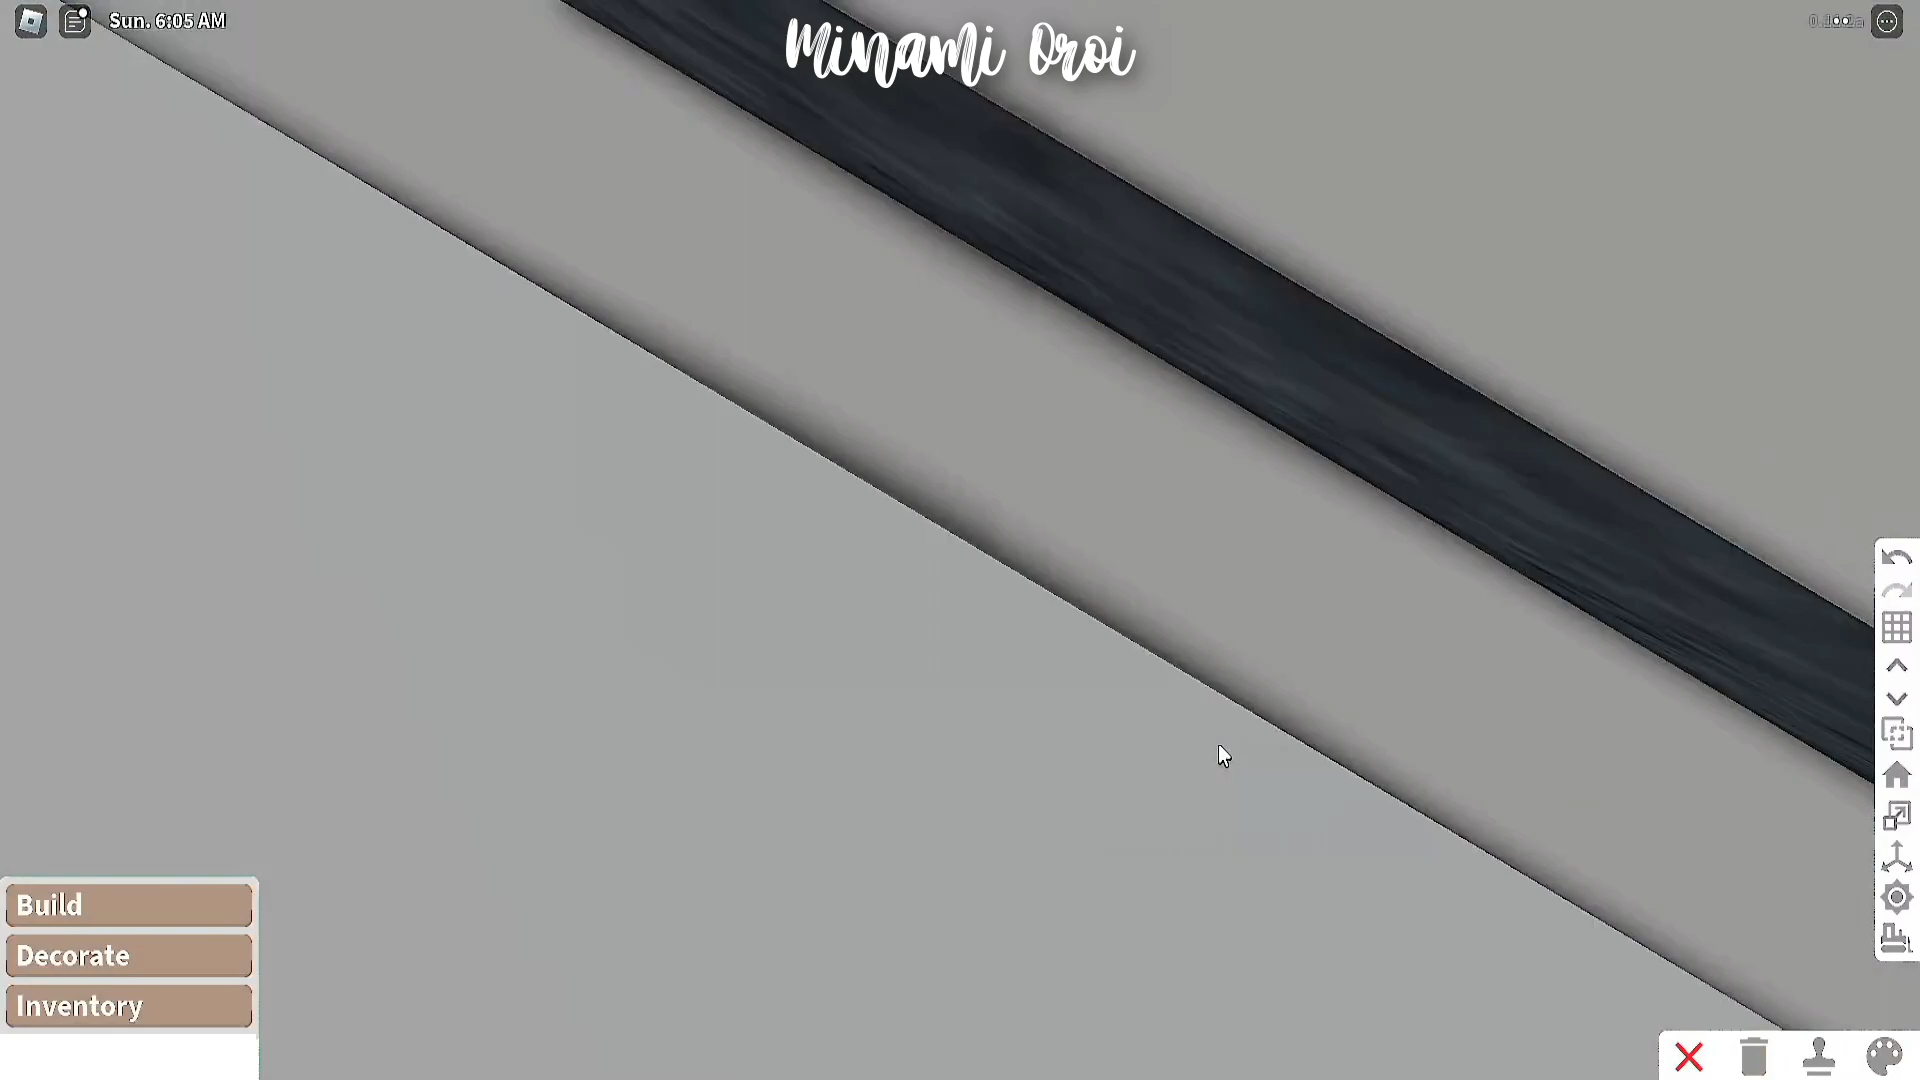 Sun. 6:05 AM
Minami Oroi
Build
Decorate
Inventory